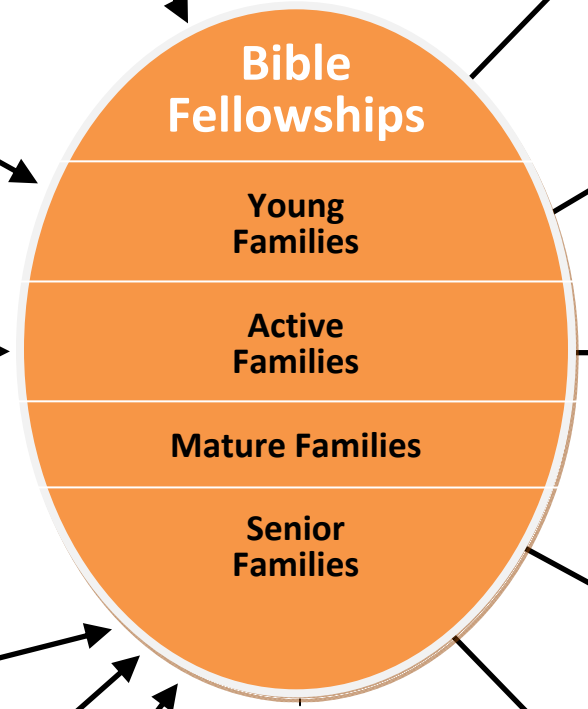 Bible
Fellowships
Young
Families
Active
Families
Mature Families
Senior
Families